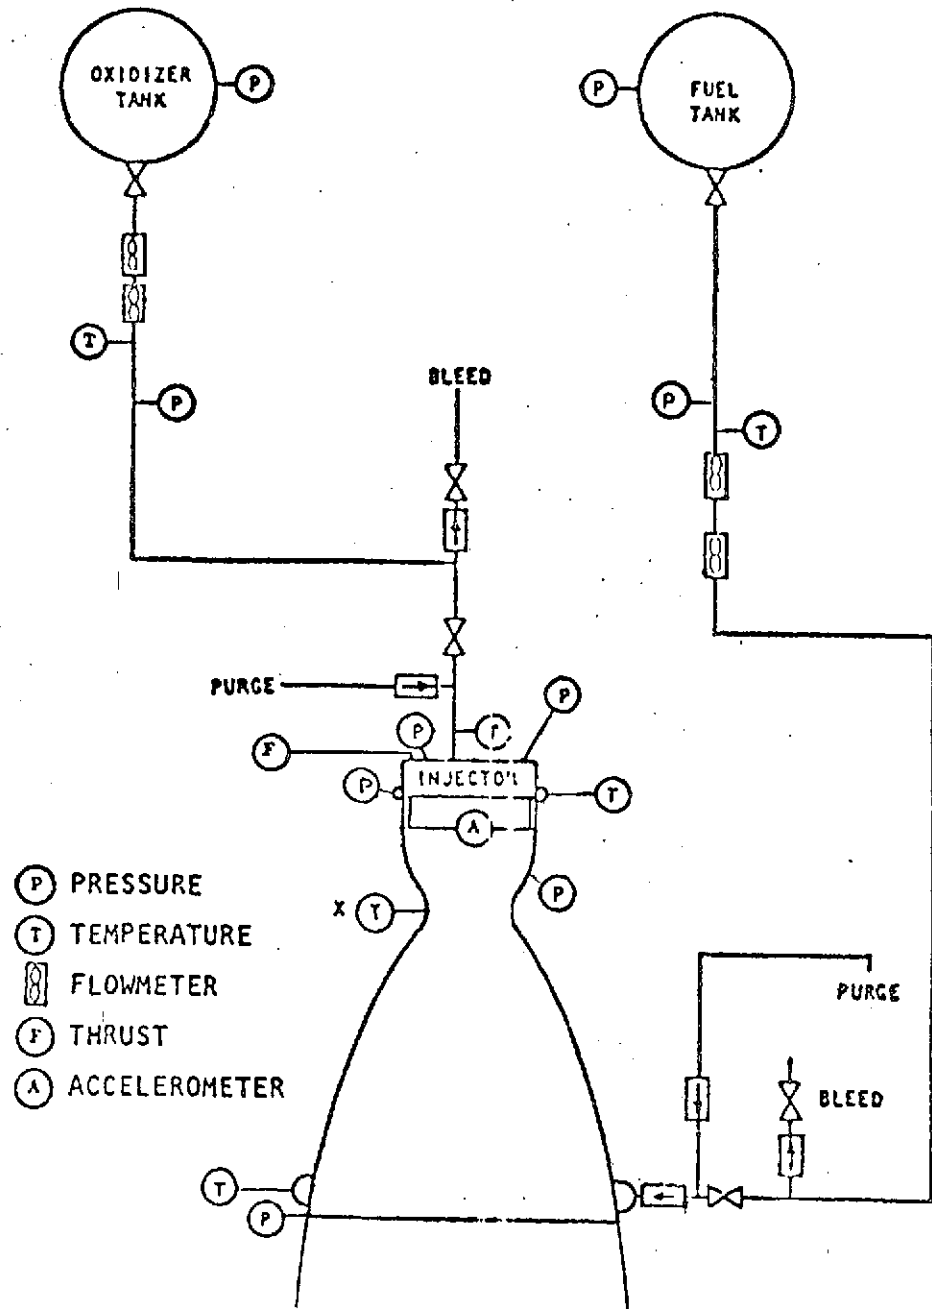 OXIDIZER
TANK
P
P
FUEL
TANK
T
P
BLEED
P
T
PURGE
P
P
F
INJECTOR
P
T
A
P
X T
P PRESSURE
T TEMPERATURE
FLOWMETER
F THRUST
A ACCELEROMETER
PURGE
BLEED
T
P